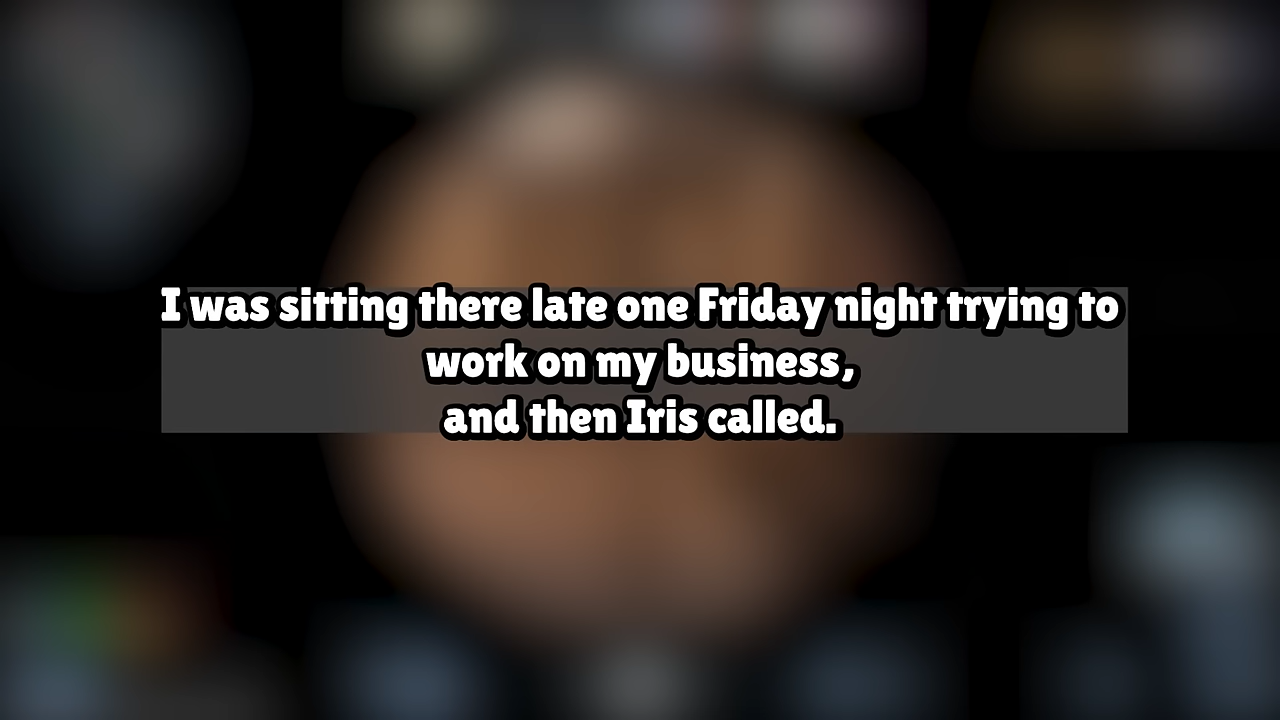 I was sitting there late one Friday night trying to
work on my business,
and then Iris called.